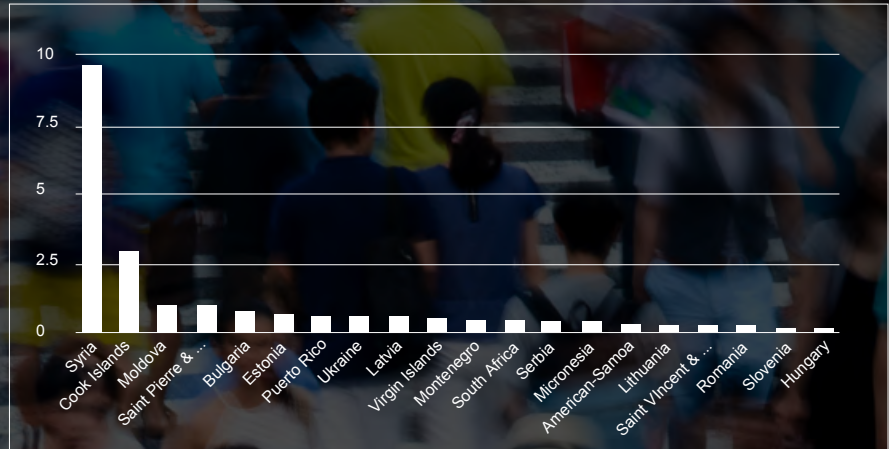 10
7.5
5
2.5
0
Syria
Cook Islands
Moldova
Saint Pierre & ...
Bulgaria
Estonia
Puerto Rico
Ukraine
Latvia
Virgin Islands
Montenegro
South Africa
Serbia
Micronesia
American-Samoa
Lithuania
Saint VIncent & ...
Romania
Slovenia
Hungary